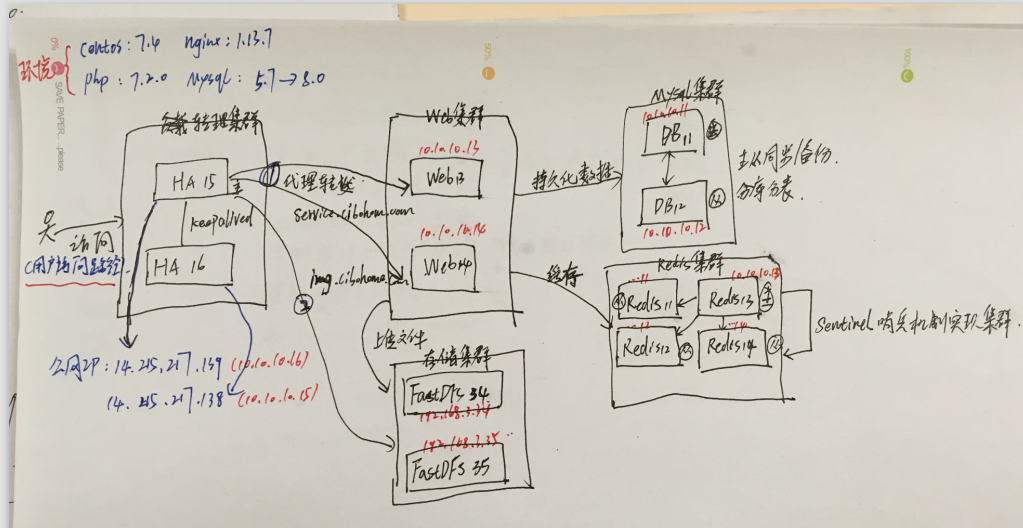 0%
SAVE PAPER... please
50%
100%
环境
centos: 7.4 nginx: 1.13.7
php: 7.2.0 Mysql: 5.7→8.0
负载转理集群
HA 15
主
keepalived
HA 16
访问
(用户访问路径)
公网IP: 14.215.217.139 (10.10.10.16)
14.215.217.138 (10.10.10.15)
1
代理转发
service.cibohome.com
img.cibohome.com
2
Web集群
10.10.10.13
Web13
10.10.10.14
Web14
上传文件
存储集群
FastDFs 34
192.168.3.34
192.168.3.35
FastDFs 35
持久化数据
缓存
Mysql集群
10.10.10.11
DB11
主
DB12
从
10.10.10.12
主从同步/备份.
分库分表.
Redis集群
...11
Redis11
从
10.10.10.13
Redis13
主
...12
Redis12
从
...14
Redis14
从
Sentinel 哨兵机制实现集群.